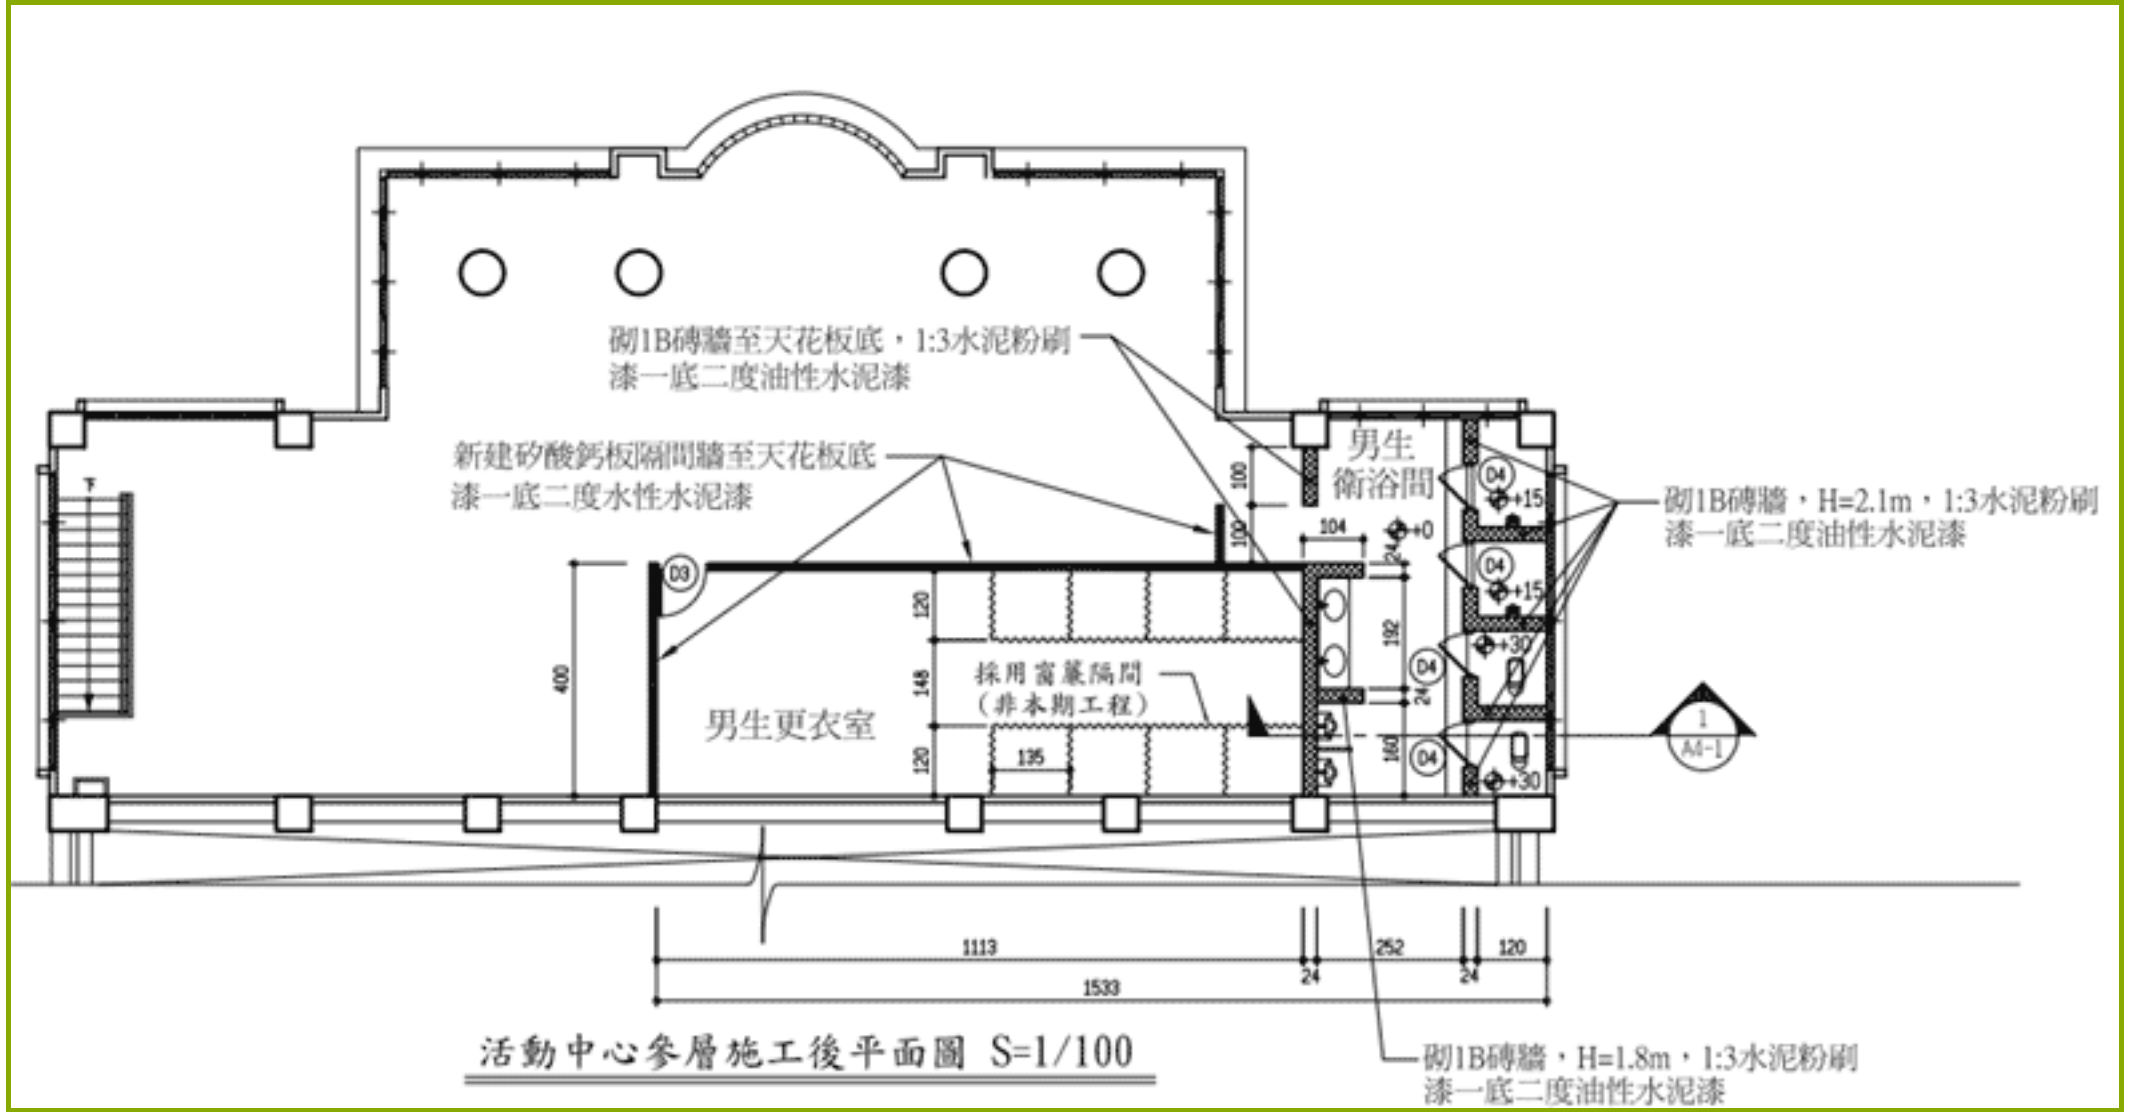 砌1B磚牆至天花板底，1:3水泥粉刷
漆一底二度油性水泥漆
新建矽酸鈣板隔間牆至天花板底
漆一底二度水性水泥漆
男生
衛浴間
砌1B磚牆，H=2.1m，1:3水泥粉刷
漆一底二度油性水泥漆
下
100
100
104
24
+0
D4
+15
D4
+15
D4
+30
D4
+30
D3
400
120
148
120
135
192
24
160
採用窗簾隔間
(非本期工程)
男生更衣室
1
A4-1
1113
24
252
24
120
1533
活動中心參層施工後平面圖 S=1/100
砌1B磚牆，H=1.8m，1:3水泥粉刷
漆一底二度油性水泥漆